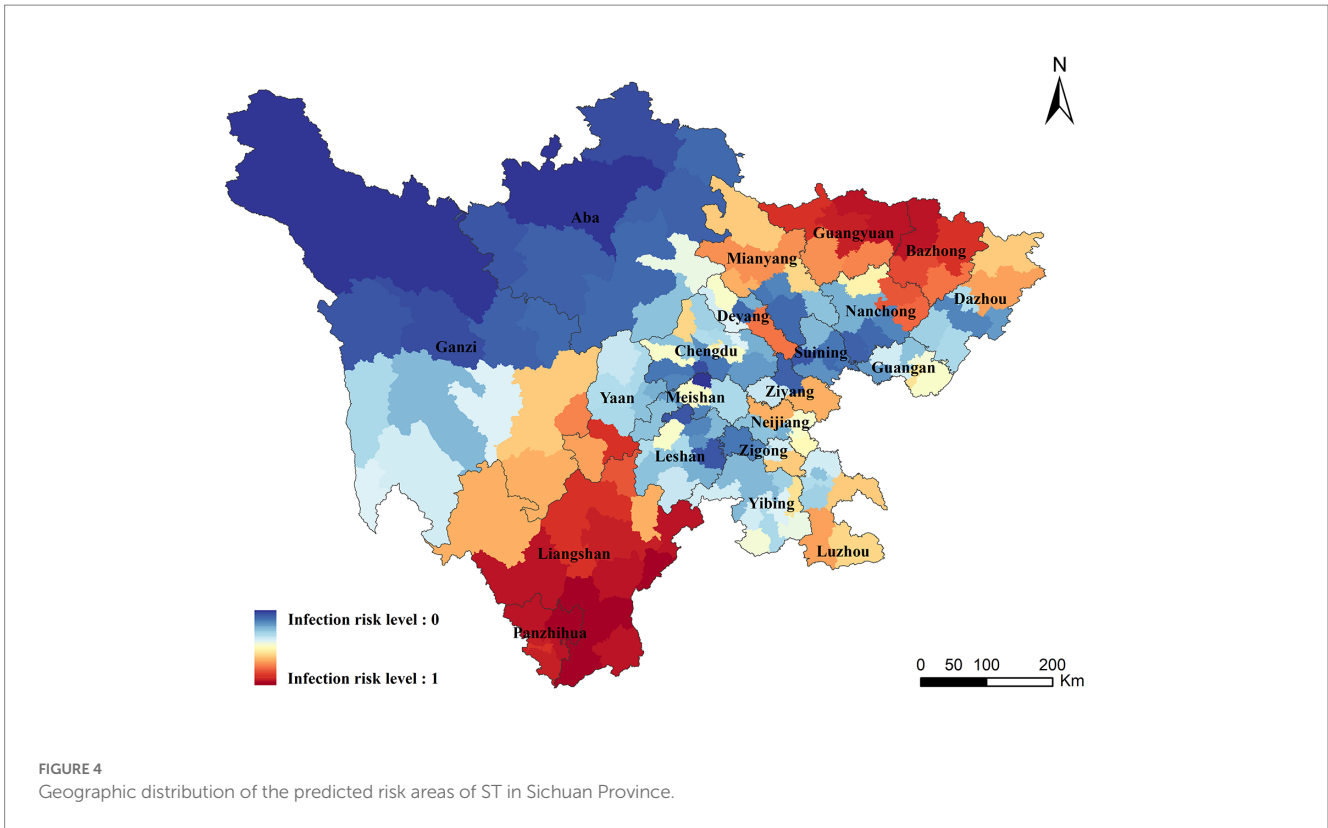 N
Aba
Guangyuan
Bazhong
Mianyang
Dazhou
Deyang
Nanchong
Ganzi
Chengdu
Suining
Guangan
Yaan
Meishan
Ziyang
Neijiang
Leshan
Zigong
Yibing
Liangshan
Luzhou
Panzhihua
Infection risk level : 0
Infection risk level : 1
0 50 100 200
Km
FIGURE 4
Geographic distribution of the predicted risk areas of ST in Sichuan Province.